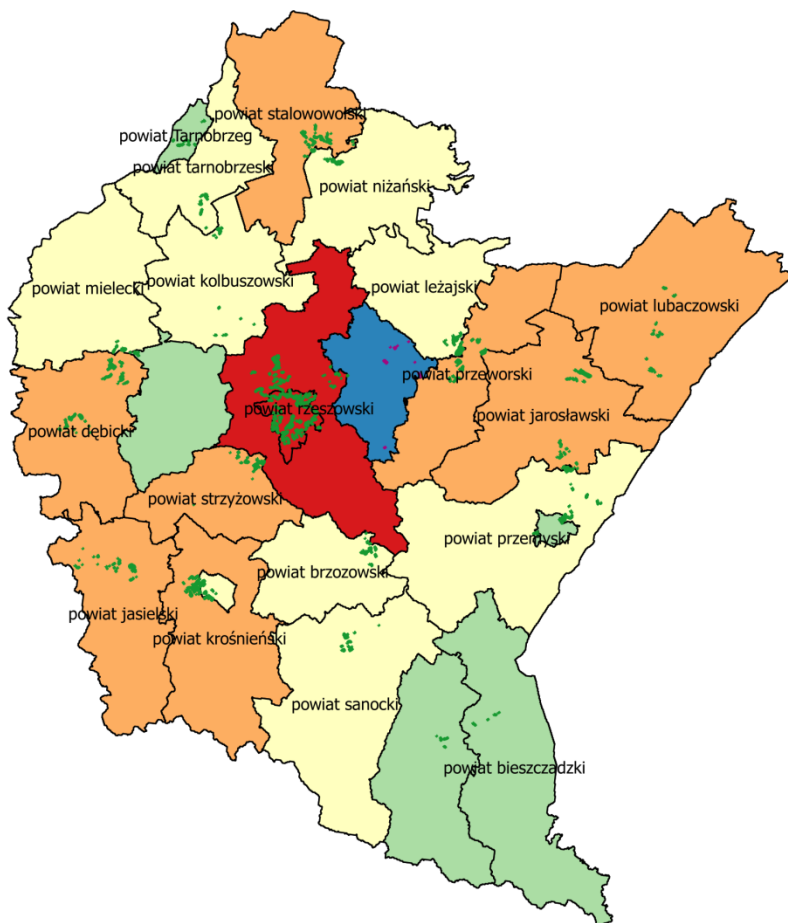 powiat stalowowolski
powiat Tarnobrzeg
powiat tarnobrzeski
powiat niżański
powiat kolbuszowski
powiat leżajski
powiat mielecki
powiat lubaczowski
powiat przeworski
powiat rzeszowski
powiat jarosławski
powiat dębicki
powiat strzyżowski
powiat przemyski
powiat brzozowski
powiat jasielski
powiat krośnieński
powiat sanocki
powiat bieszczadzki